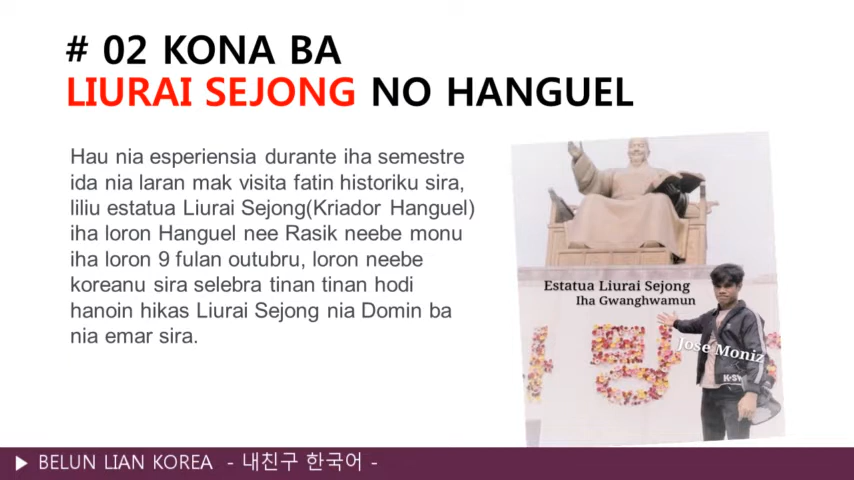 # 02 KONA BA
LIURAI SEJONG NO HANGUEL
Hau nia esperiensia durante iha semestre
ida nia laran mak visita fatin historiku sira,
liliu estatua Liurai Sejong(Kriador Hanguel)
iha loron Hanguel nee Rasik neebe monu
iha loron 9 fulan outubru, loron neebe
koreanu sira selebra tinan tinan hodi
hanoin hikas Liurai Sejong nia Domin ba
nia emar sira.
Estatua Liurai Sejong
Iha Gwanghwamun
Jose Moniz
▶ BELUN LIAN KOREA - 내친구 한국어 -